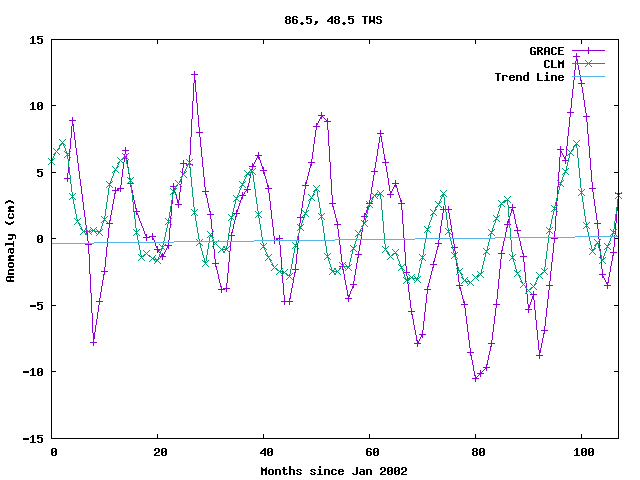 86.5, 48.5 TWS
GRACE
CLM
Trend Line
15
10
5
0
-5
-10
-15
Anomaly (cm)
0 20 40 60 80 100
Months since Jan 2002